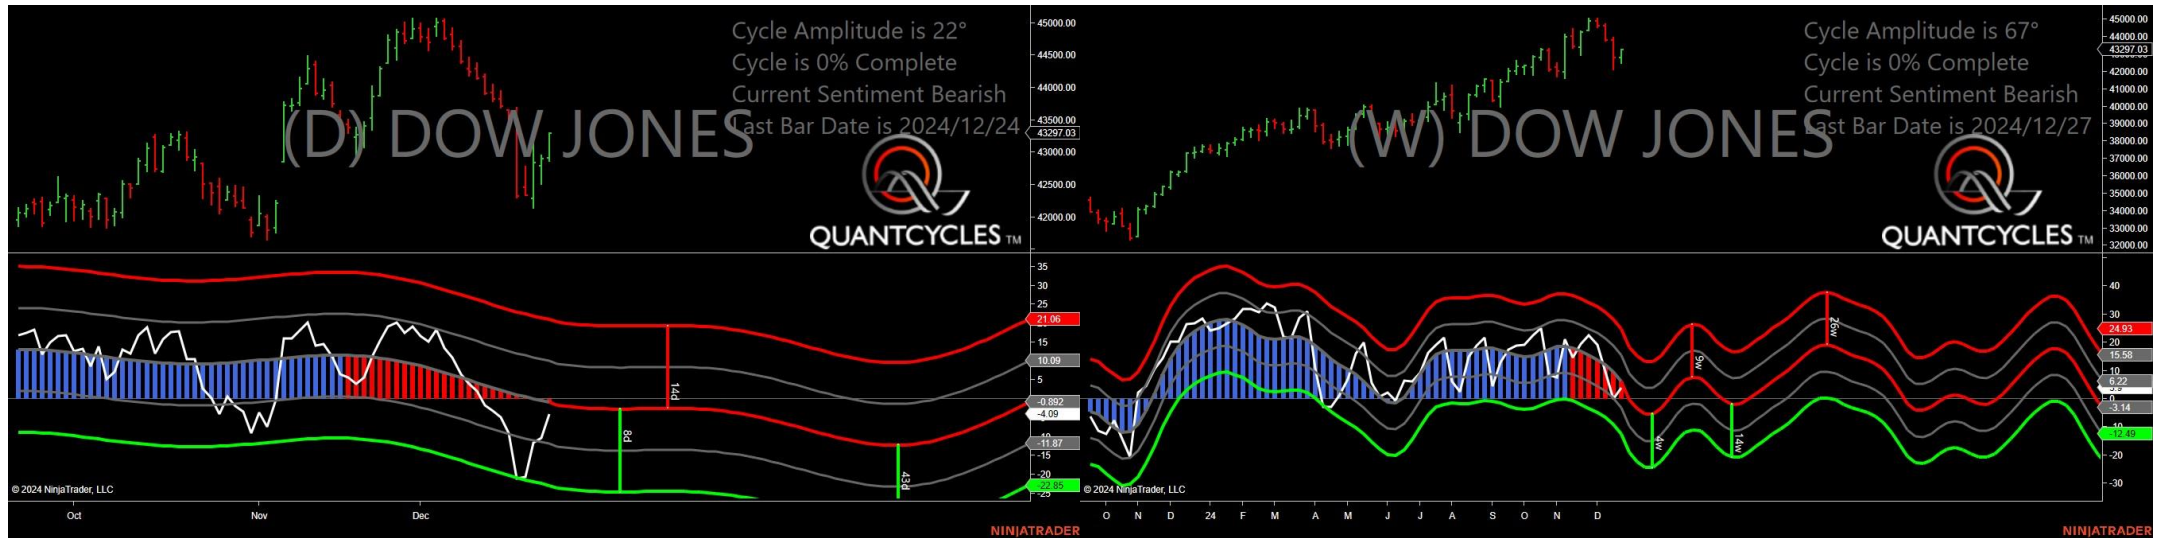 Cycle Amplitude is 22°
Cycle is 0% Complete
Current Sentiment Bearish
Last Bar Date is 2024/12/24
(D) DOW JONES
QUANTCYCLES TM
45000.00
44500.00
44000.00
43500.00
43297.03
43000.00
42500.00
42000.00
35
30
25
21.06
15
10.09
5
-0.892
-4.09
-11.87
-15
-20
-22.85
-25
14d
8d
43d
© 2024 NinjaTrader, LLC
Oct
Nov
Dec
NINJATRADER
Cycle Amplitude is 67°
Cycle is 0% Complete
Current Sentiment Bearish
Last Bar Date is 2024/12/27
(W) DOW JONES
QUANTCYCLES TM
45000.00
44000.00
43297.03
42000.00
41000.00
40000.00
39000.00
38000.00
37000.00
36000.00
35000.00
34000.00
33000.00
32000.00
40
30
24.93
20
15.58
10
6.22
0
-3.14
-12.49
-20
-30
9w
26w
4w
14w
© 2024 NinjaTrader, LLC
O N D 24 F M A M J J A S O N D
NINJATRADER